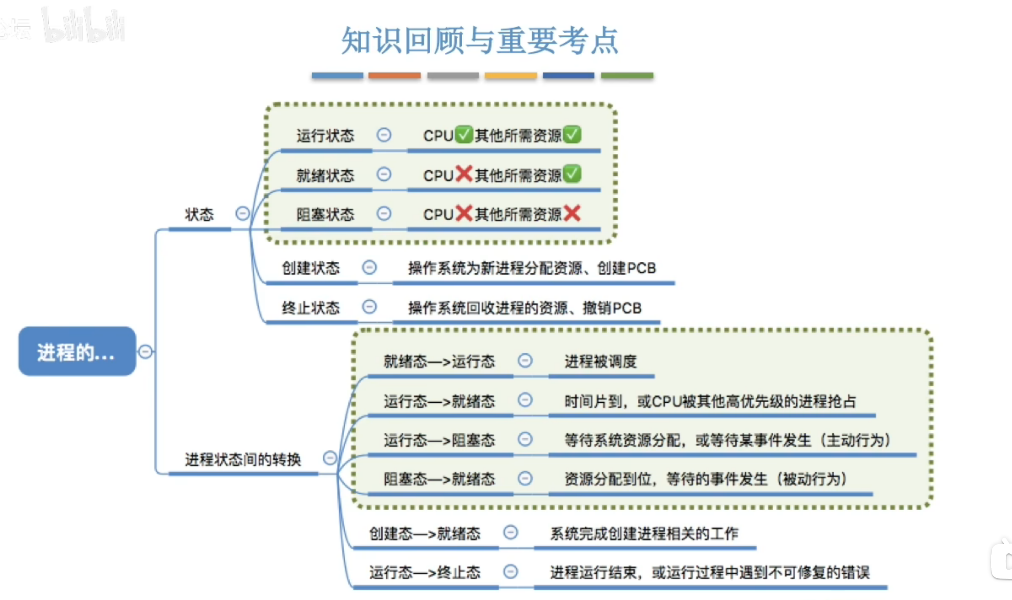 bilibili
知识回顾与重要考点
运行状态 CPU✅其他所需资源✅
就绪状态 CPU❌其他所需资源✅
状态
阻塞状态 CPU❌其他所需资源❌
创建状态 操作系统为新进程分配资源、创建PCB
终止状态 操作系统回收进程的资源、撤销PCB
进程的...
就绪态—>运行态 进程被调度
运行态—>就绪态 时间片到，或CPU被其他高优先级的进程抢占
运行态—>阻塞态 等待系统资源分配，或等待某事件发生（主动行为）
进程状态间的转换
阻塞态—>就绪态 资源分配到位，等待的事件发生（被动行为）
创建态—>就绪态 系统完成创建进程相关的工作
运行态—>终止态 进程运行结束，或运行过程中遇到不可修复的错误